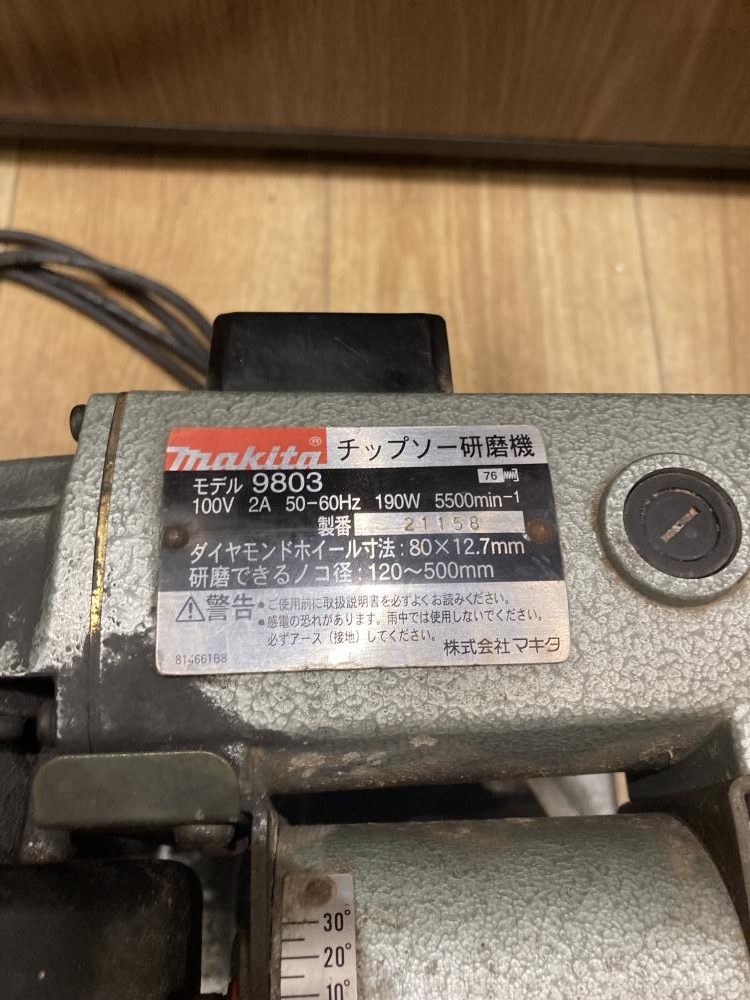 makita® チップソー研磨機
モデル 9803 76
100V 2A 50-60Hz 190W 5500min-1
製番 21158
ダイヤモンドホイール寸法:80×12.7mm
研磨できるノコ径:120〜500mm
⚠警告 •ご使用前に取扱説明書を必ずよくお読みください。
•感電の恐れがあります。雨中では使用しないでください。
必ずアース(接地)してください。
814661B8 株式会社マキタ
30°
20°
10°